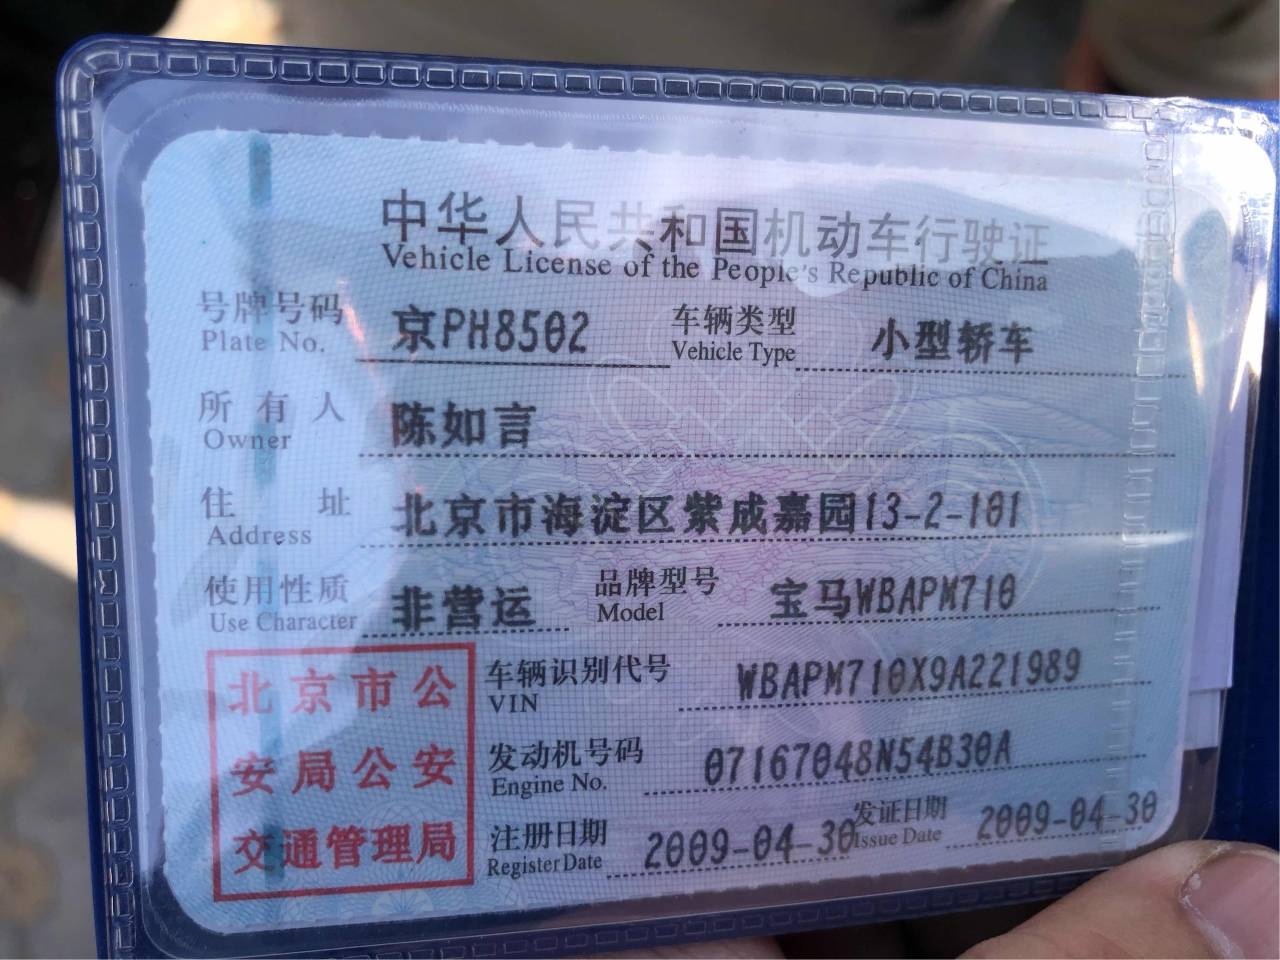 中华人民共和国机动车行驶证
Vehicle License of the People's Republic of China
号牌号码 京PH8502 车辆类型 小型轿车
Plate No. Vehicle Type
所有人 陈如言
Owner
住址 北京市海淀区紫成嘉园13-2-101
Address
使用性质 非营运 品牌型号 宝马WBAPM710
Use Character Model
北京市公
安局公安
交通管理局
车辆识别代号 WBAPM710X9A221989
VIN
发动机号码 07167048N54B30A
Engine No.
注册日期 2009-04-30 发证日期 2009-04-30
Register Date Issue Date